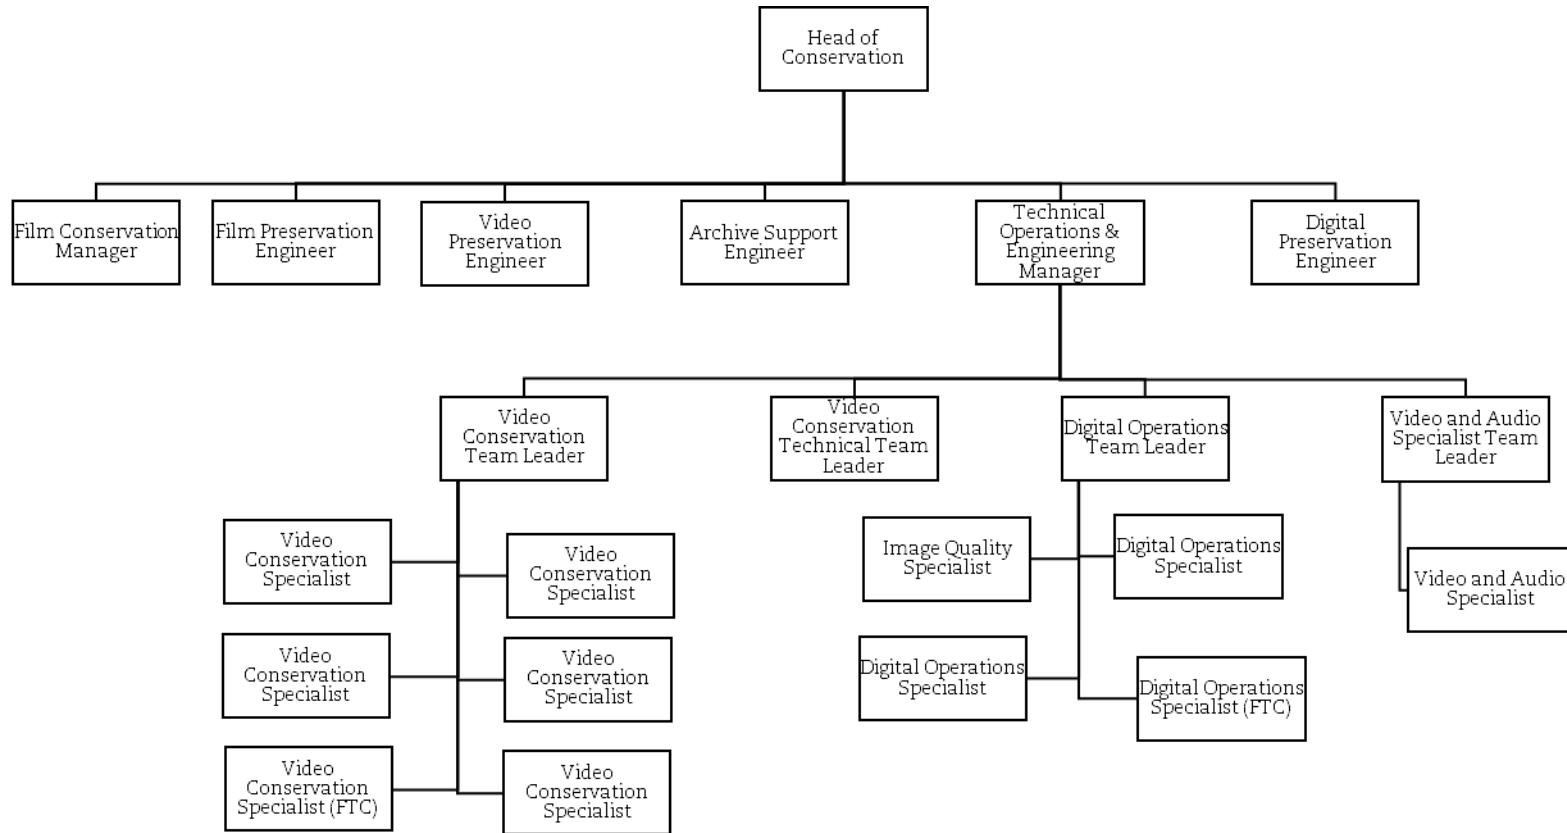 Head of
Conservation
Film Conservation
Manager
Film Preservation
Engineer
Video
Preservation
Engineer
Archive Support
Engineer
Technical
Operations &
Engineering
Manager
Digital
Preservation
Engineer
Video
Conservation
Team Leader
Video
Conservation
Technical Team
Leader
Digital Operations
Team Leader
Video and Audio
Specialist Team
Leader
Video
Conservation
Specialist
Video
Conservation
Specialist
Image Quality
Specialist
Digital Operations
Specialist
Video and Audio
Specialist
Video
Conservation
Specialist
Video
Conservation
Specialist
Digital Operations
Specialist
Digital Operations
Specialist (FTC)
Video
Conservation
Specialist (FTC)
Video
Conservation
Specialist